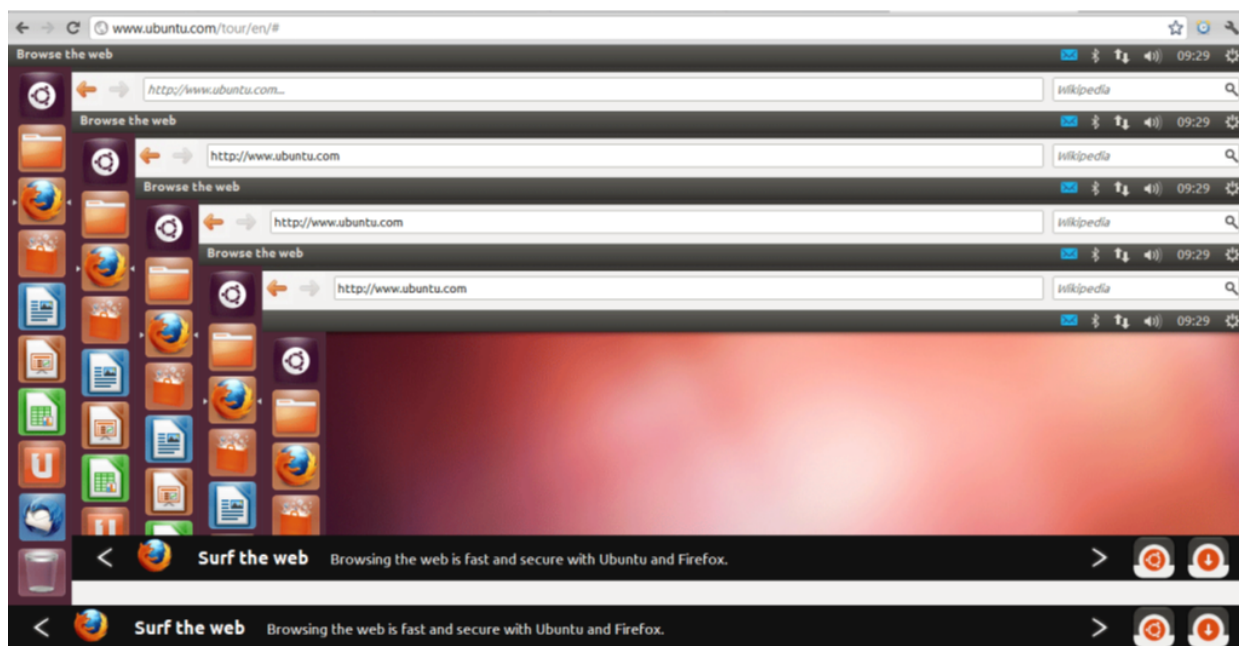 www.ubuntu.com/tour/en/#
Browse the web 09:29
http://www.ubuntu.com... Wikipedia
Browse the web 09:29
http://www.ubuntu.com Wikipedia
Browse the web 09:29
http://www.ubuntu.com Wikipedia
Browse the web 09:29
http://www.ubuntu.com Wikipedia
09:29
U
U
< Surf the web Browsing the web is fast and secure with Ubuntu and Firefox. >
< Surf the web Browsing the web is fast and secure with Ubuntu and Firefox. >